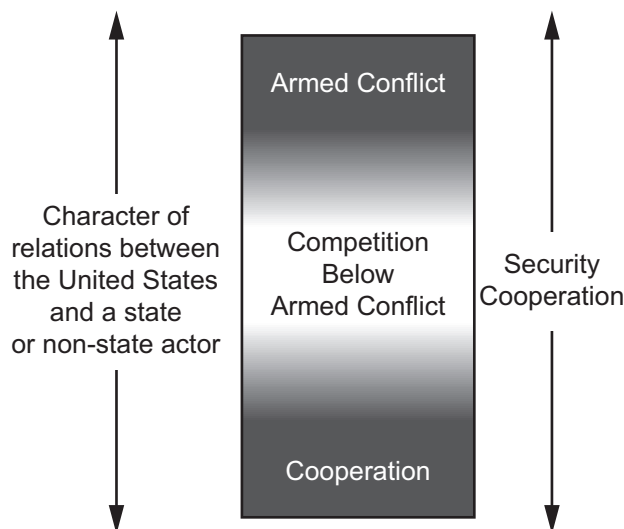 Armed Conflict
Character of
relations between
the United States
and a state
or non-state actor
Competition
Below
Armed Conflict
Security
Cooperation
Cooperation